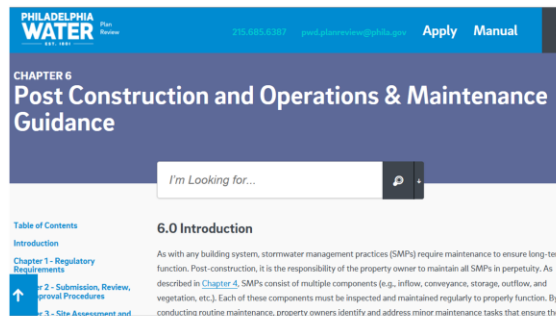 PHILADELPHIA
WATER
EST. 1801
Plan
Review
215.685.6387
pwd.planreview@phila.gov
Apply
Manual
CHAPTER 6
Post Construction and Operations & Maintenance
Guidance
I'm Looking for...
Table of Contents
Introduction
Chapter 1 - Regulatory
Requirements
er 2 - Submission, Review,
proval Procedures
er 3 - Site Assessment and
6.0 Introduction
As with any building system, stormwater management practices (SMPs) require maintenance to ensure long-ter
function. Post-construction, it is the responsibility of the property owner to maintain all SMPs in perpetuity. As
described in Chapter 4, SMPs consist of multiple components (e.g., inflow, conveyance, storage, outflow, and
vegetation, etc.). Each of these components must be inspected and maintained regularly to properly function. By
conducting routine maintenance, property owners identify and address minor maintenance tasks that ensure th